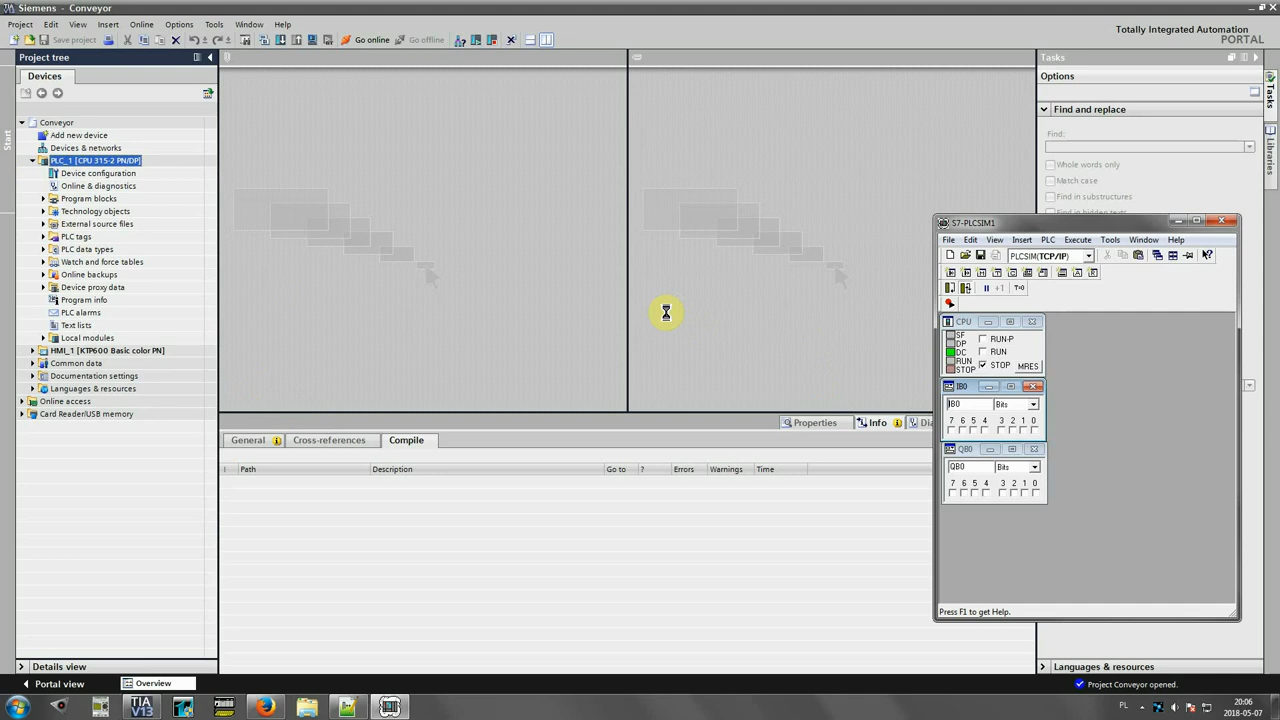 Siemens - Conveyor
Project Edit View Insert Online Options Tools Window Help
Totally Integrated Automation
PORTAL
Save project
Go online
Go offline
Project tree
Devices
Start
Conveyor
Add new device
Devices & networks
PLC_1 [CPU 315-2 PN/DP]
Device configuration
Online & diagnostics
Program blocks
Technology objects
External source files
PLC tags
PLC data types
Watch and force tables
Online backups
Device proxy data
Program info
PLC alarms
Text lists
Local modules
HMI_1 [KTP600 Basic color PN]
Common data
Documentation settings
Languages & resources
Online access
Card Reader/USB memory
Details view
Portal view
Overview
Properties
Info
General
Cross-references
Compile
! Path Description Go to ? Errors Warnings Time
Tasks
Options
Find and replace
Find:
Whole words only
Match case
Find in substructures
Tasks
Libraries
Languages & resources
Project Conveyor opened.
S7-PLCSIM1
File Edit View Insert PLC Execute Tools Window Help
PLCSIM(TCP/IP)
+1
T=0
CPU
SF
DP
DC
RUN
STOP
RUN-P
RUN
STOP
MRES
IB0
IB0 Bits
7 6 5 4 3 2 1 0
QB0
QB0 Bits
7 6 5 4 3 2 1 0
Press F1 to get Help.
TIA
V13
PL
20:06
2018-05-07